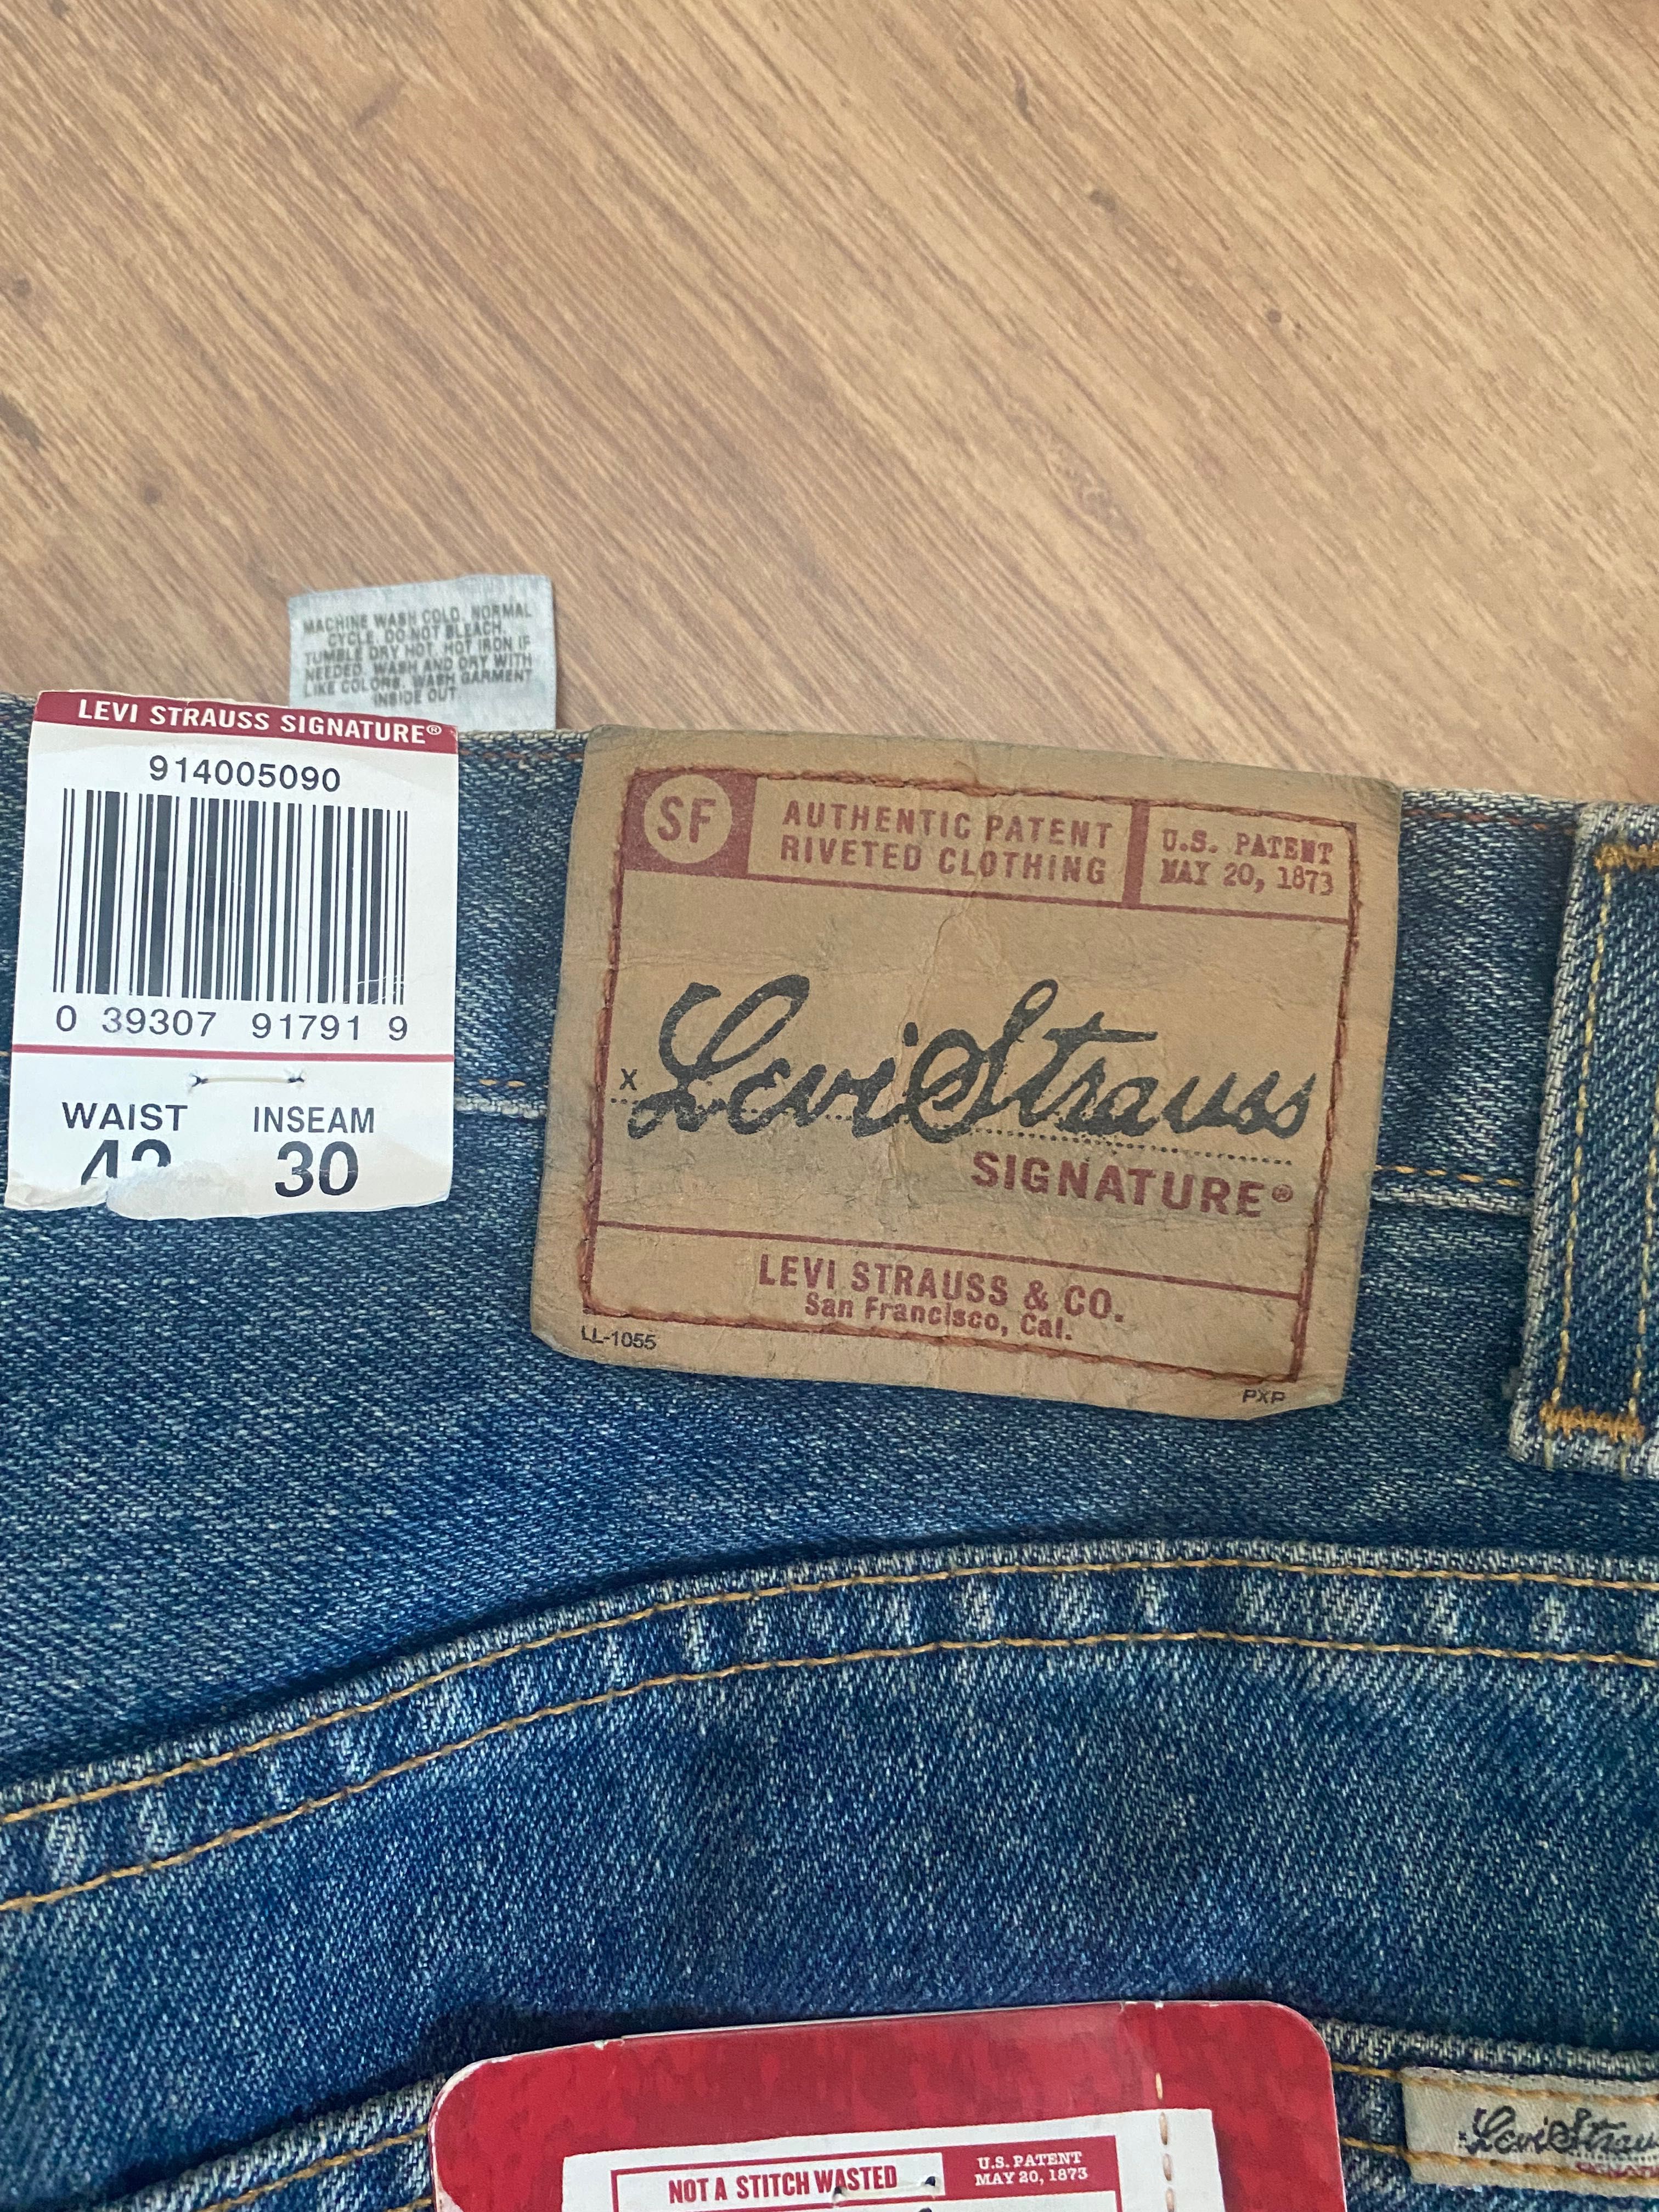 MACHINE WASH COLD, NORMAL
CYCLE. DO NOT BLEACH.
TUMBLE DRY HOT. HOT IRON IF
NEEDED. WASH AND DRY WITH
LIKE COLORS. WASH GARMENT
INSIDE OUT
LEVI STRAUSS SIGNATURE®
914005090
0 39307 91791 9
WAIST INSEAM
30
SF AUTHENTIC PATENT
RIVETED CLOTHING
U.S. PATENT
MAY 20, 1873
x Levi Strauss
SIGNATURE®
LEVI STRAUSS & CO.
San Francisco, Cal.
LL-1055
PXP
NOT A STITCH WASTED
U.S. PATENT
MAY 20, 1873
Levi